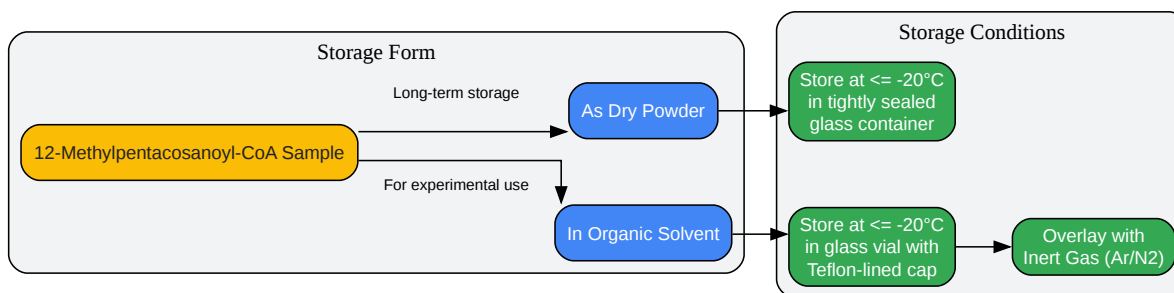 Storage Form
12-Methylpentacosanoyl-CoA Sample
Long-term storage
As Dry Powder
For experimental use
In Organic Solvent
Storage Conditions
Store at <= -20°C
in tightly sealed
glass container
Store at <= -20°C
in glass vial with
Teflon-lined cap
Overlay with
Inert Gas (Ar/N2)